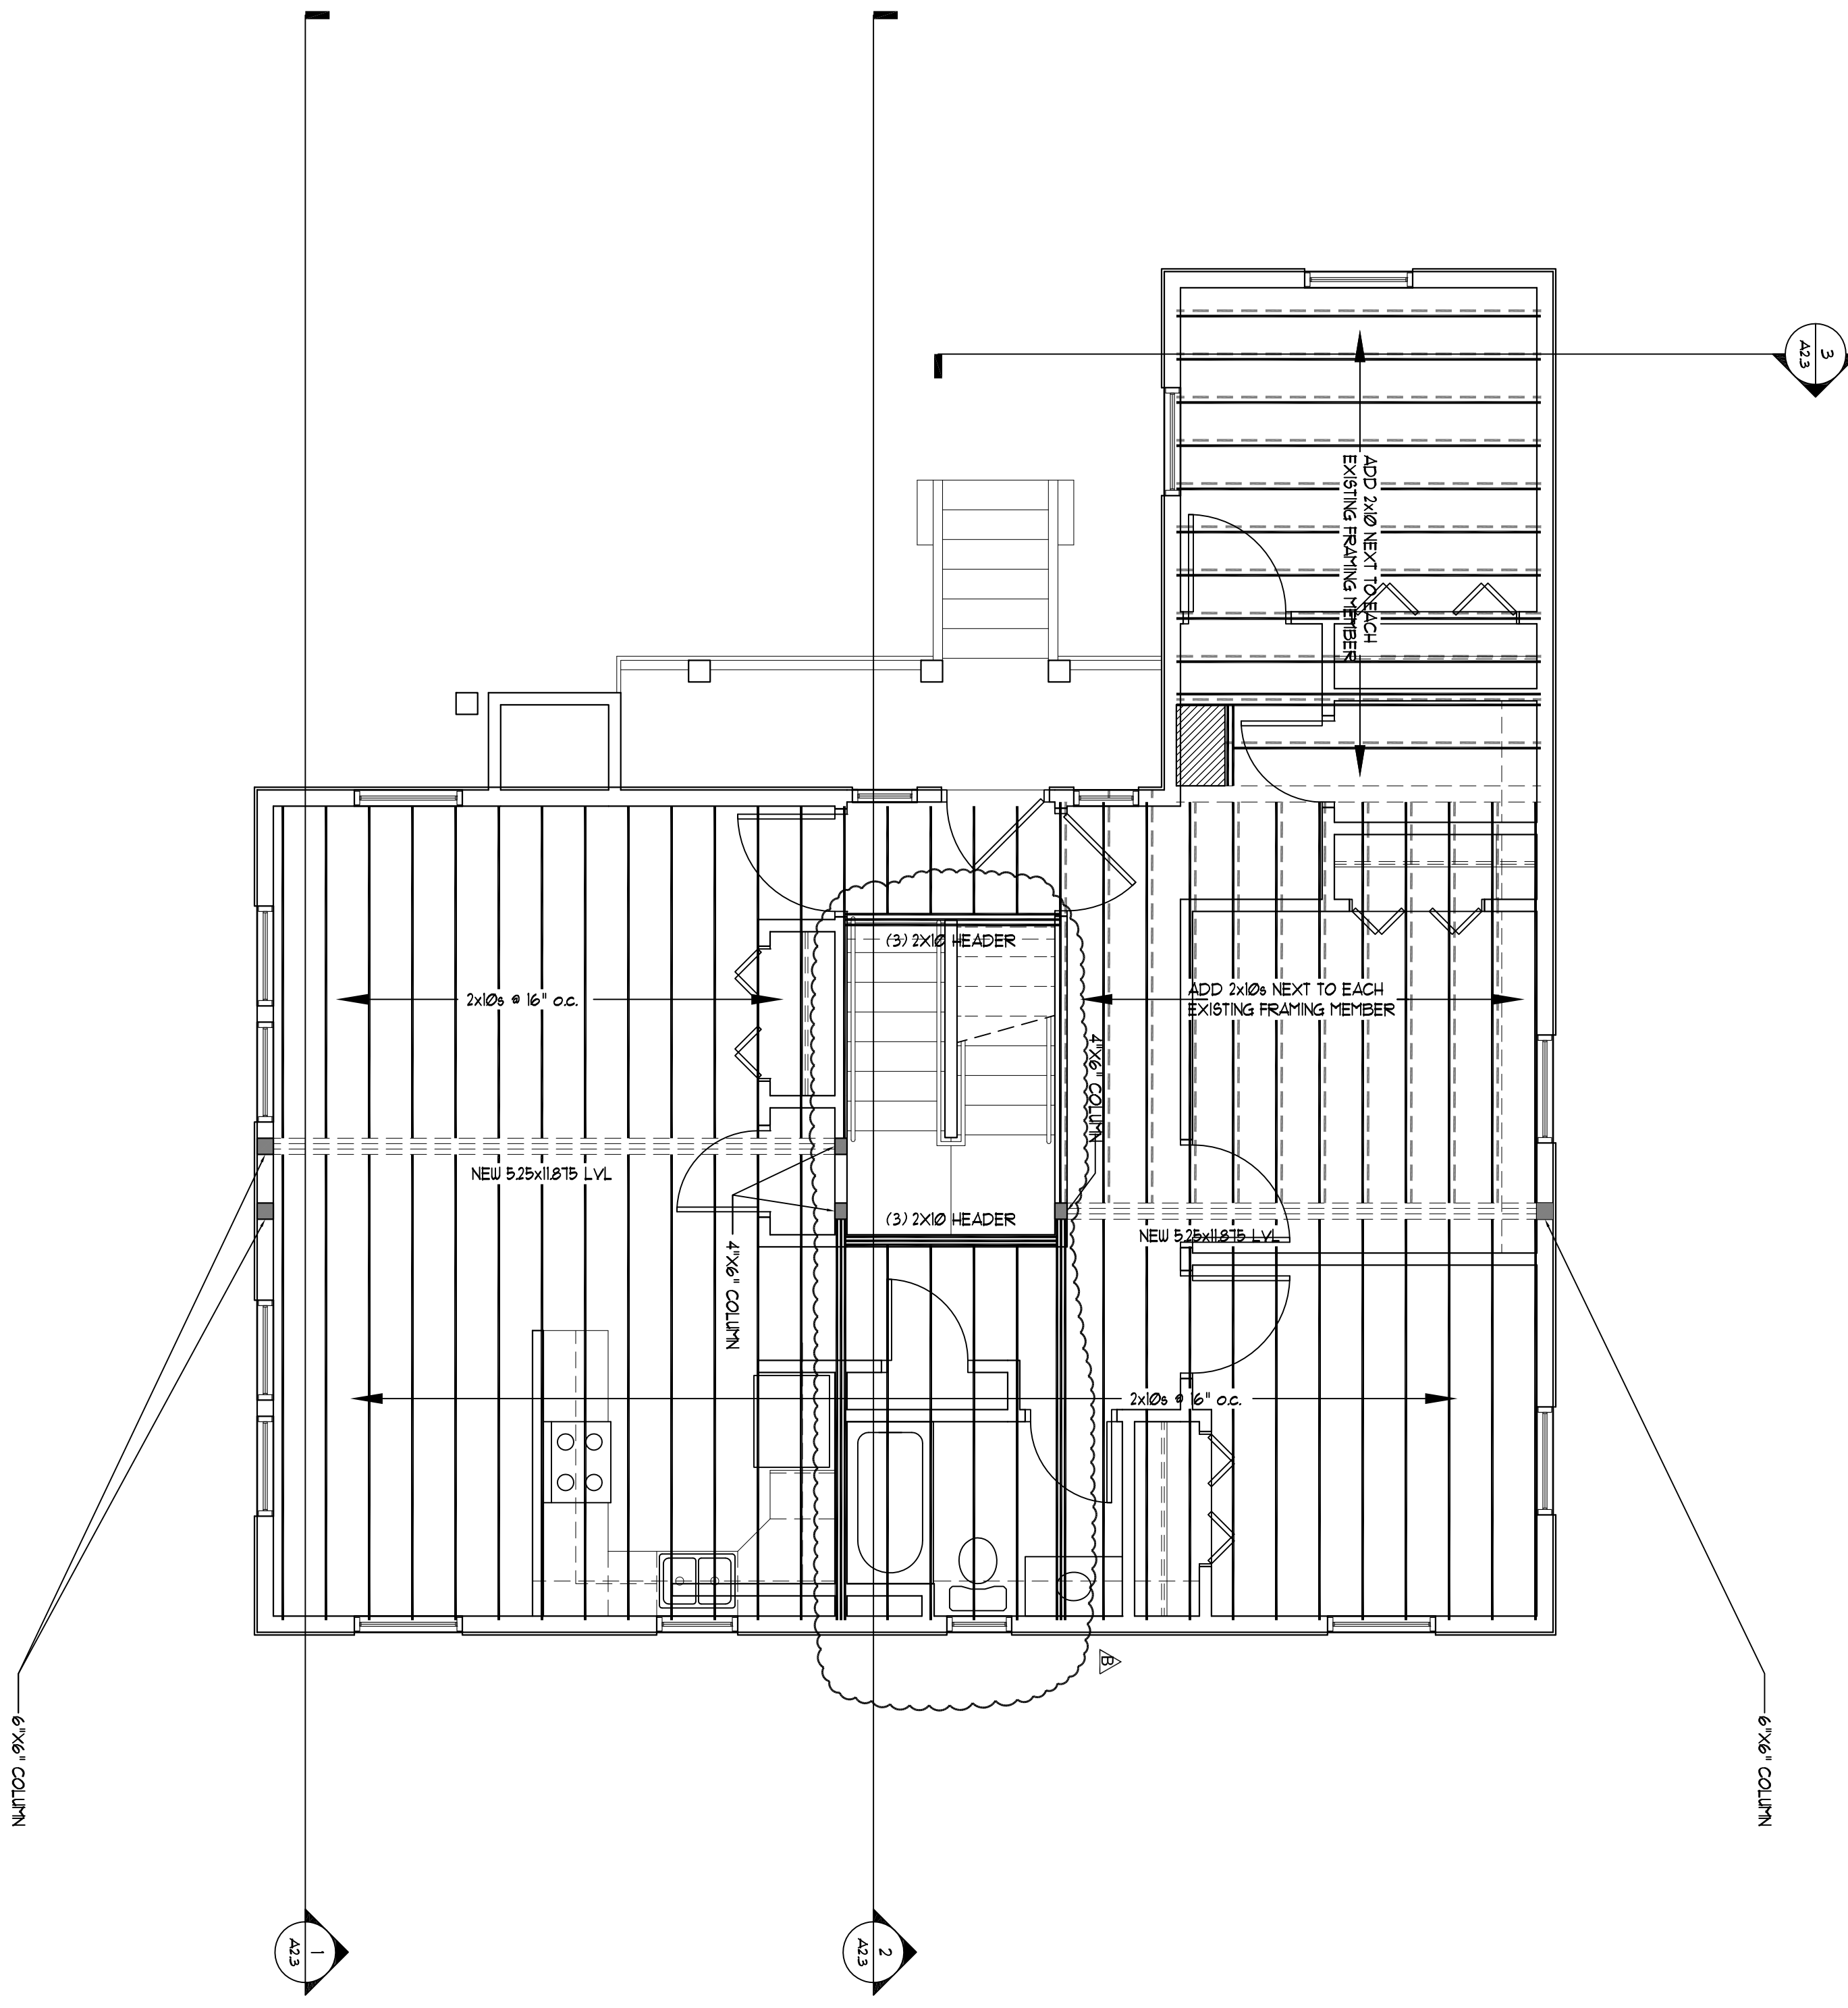 3
A2.3
ADD 2x10 NEXT TO EACH
EXISTING FRAMING MEMBER
(3) 2X10 HEADER
2x10s @ 16" o.c.
ADD 2x10s NEXT TO EACH
EXISTING FRAMING MEMBER
4"X6" COLUMN
NEW 5.25x11.875 LVL
(3) 2X10 HEADER
NEW 5.25x11.875 LVL
4"X6" COLUMN
2x10s @ 16" o.c.
B
6"X6" COLUMN
6"X6" COLUMN
1
A2.3
2
A2.3